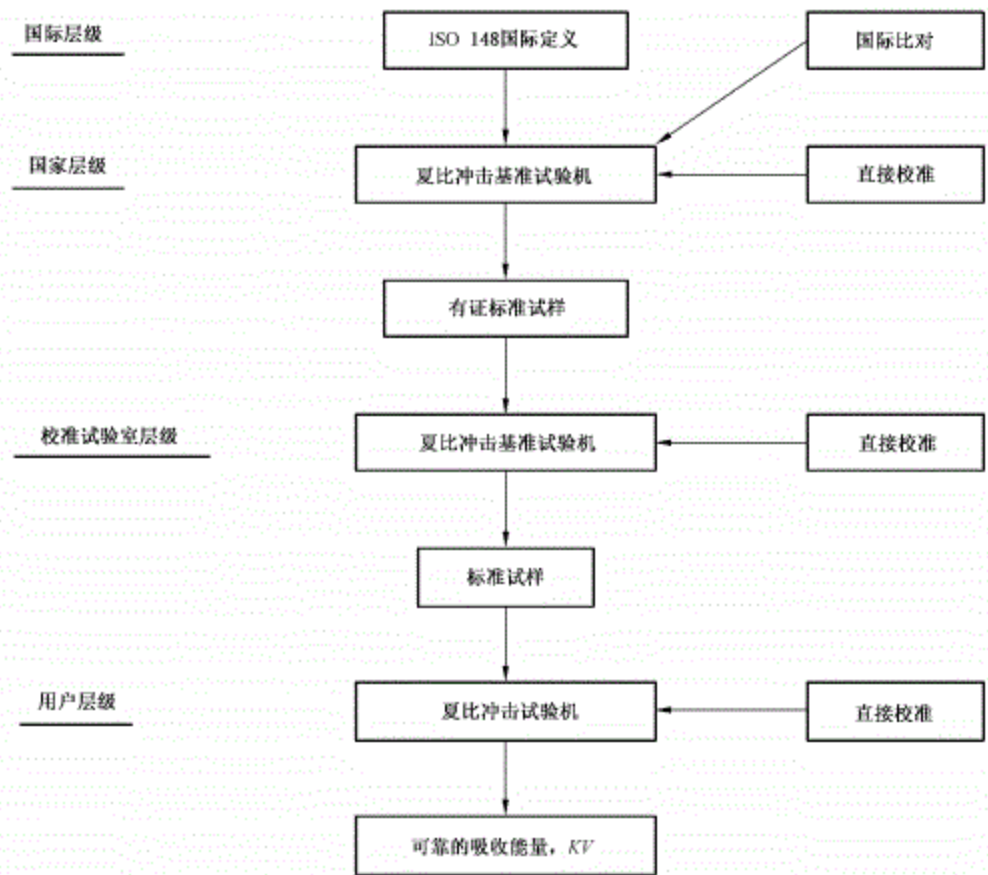 国际层级
ISO 148国际定义
国际比对
国家层级
夏比冲击基准试验机
直接校准
有证标准试样
校准试验室层级
夏比冲击基准试验机
直接校准
标准试样
用户层级
夏比冲击试验机
直接校准
可靠的吸收能量，KV